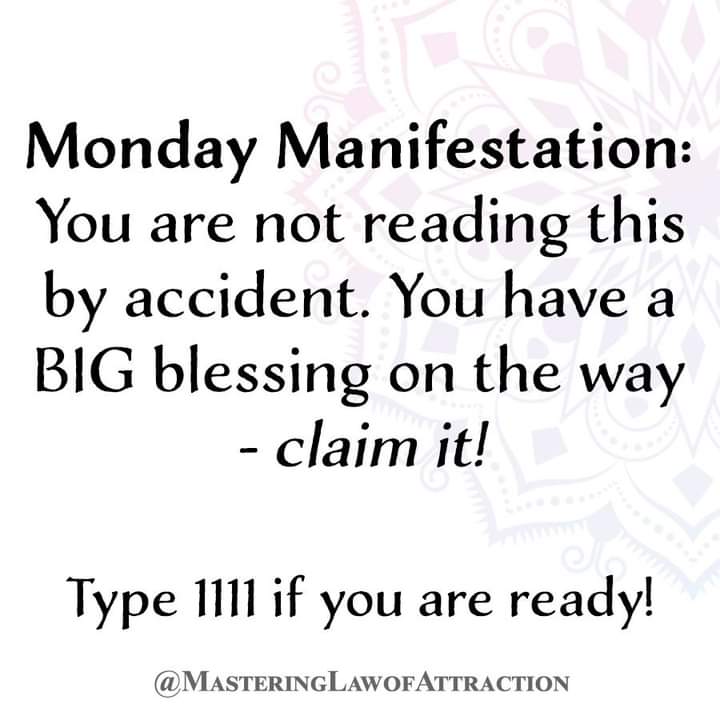 Monday Manifestation:
You are not reading this
by accident. You have a
BIG blessing on the way
- claim it!
Type 1111 if you are ready!
@MasteringLawofAttraction